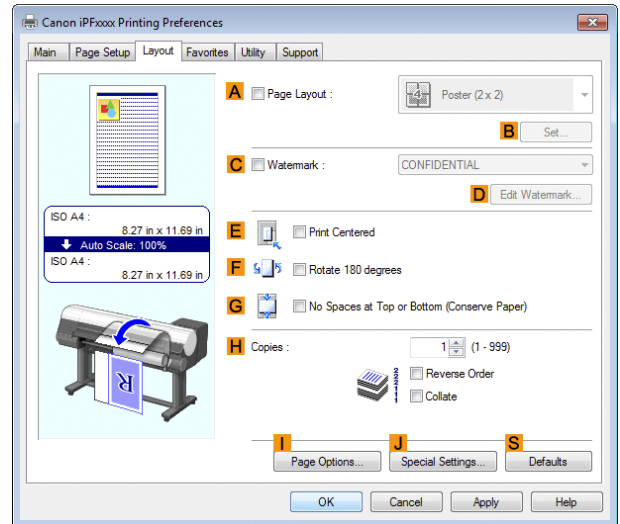 Canon iPFxxxx Printing Preferences
Main Page Setup Layout Favorites Utility Support
A Page Layout : 4 Poster (2 x 2)
B Set...
C Watermark : CONFIDENTIAL
D Edit Watermark...
ISO A4 :
8.27 in x 11.69 in
Auto Scale: 100%
ISO A4 :
8.27 in x 11.69 in
E Print Centered
F Rotate 180 degrees
G No Spaces at Top or Bottom (Conserve Paper)
H Copies : 1 (1 - 999)
Reverse Order
Collate
222111
R
I J S
Page Options... Special Settings... Defaults
OK Cancel Apply Help